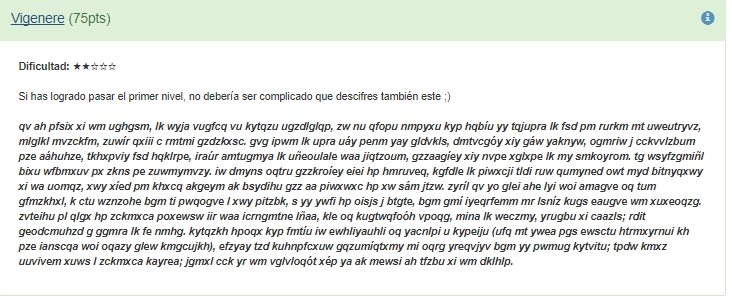 Vigenere (75pts)
Dificultad: ★★☆☆☆
Si has logrado pasar el primer nivel, no debería ser complicado que descifres también este ;)
qv ah pfsix xi wm ughgsm, lk wyja vugfcq vu kytqzu ugzdlglqp, zw nu qfopu nmpyxu kyp hqbíu yy tqjupra lk fsd pm rurkm mt uweutryvz,
mlglkl mvzckfm, zuwír qxiii c rmtmi gzdzkxsc. gvg ipwm lk upra uáy penm yay gldvkls, dmtvcgóy xiy gáw yaknyw, ogmriw j cckvvlzbum
pze aáhuhze, tkhxpviy fsd hqklrpe, iraúr amtugmya lk uñeoulale waa jiqtzoum, gzzaagíey xiy nvpe xglxpe lk my smkoyrom. tg wsyfzgmiñl
bixu wfbmxuv px zkns pe zuwmymvzy. iw dmyns oqtru gzzkroíey eiei hp hmruveq, kgfdle lk piwxcji tldi ruw qumyned owt myd bitnyqxwy
xi wa uomqz, xwy xíed pm khxcq akgeym ak bsydihu gzz aa piwxwxc hp xw sám jtzw. zyríl qv yo glei ahe lyi woi amagve oq tum
gfmzkhxl, k ctu wznzohe bgm ti pwqogve l xwy pitzbk, s yy ywfi hp oisjs j btgte, bgm gmí iyeqrfemm mr lsníz kugs eaugve wm xuxeoqzg.
zvteihu pl qlgx hp zckmxca poxewsw iir waa icrngmtne lñaa, kle oq kugtwqfoóh vpoqg, mina lk weczmy, yrugbu xi caazls; rdit
geodcmuhzd g ggmra lk fe nmhg. kytqzkh hpoqx kyp fmtíu iw ewhliyauhli oq yacnlpi u kypeiju (ufq mt ywea pgs ewsctu htrmxyrnui kh
pze ianscqa woi oqazy glew kmgcujkh), efzyay tzd kuhnpfcxuw gqzumíqtxmy mi oqrg yreqvjyv bgm yy pwmug kytvitu; tpdw kmxz
uuvivem xuws l zckmxca kayrea; jgmxl cck yr wm vglvloqót xép ya ak mewsi ah tfzbu xi wm dklhlp.